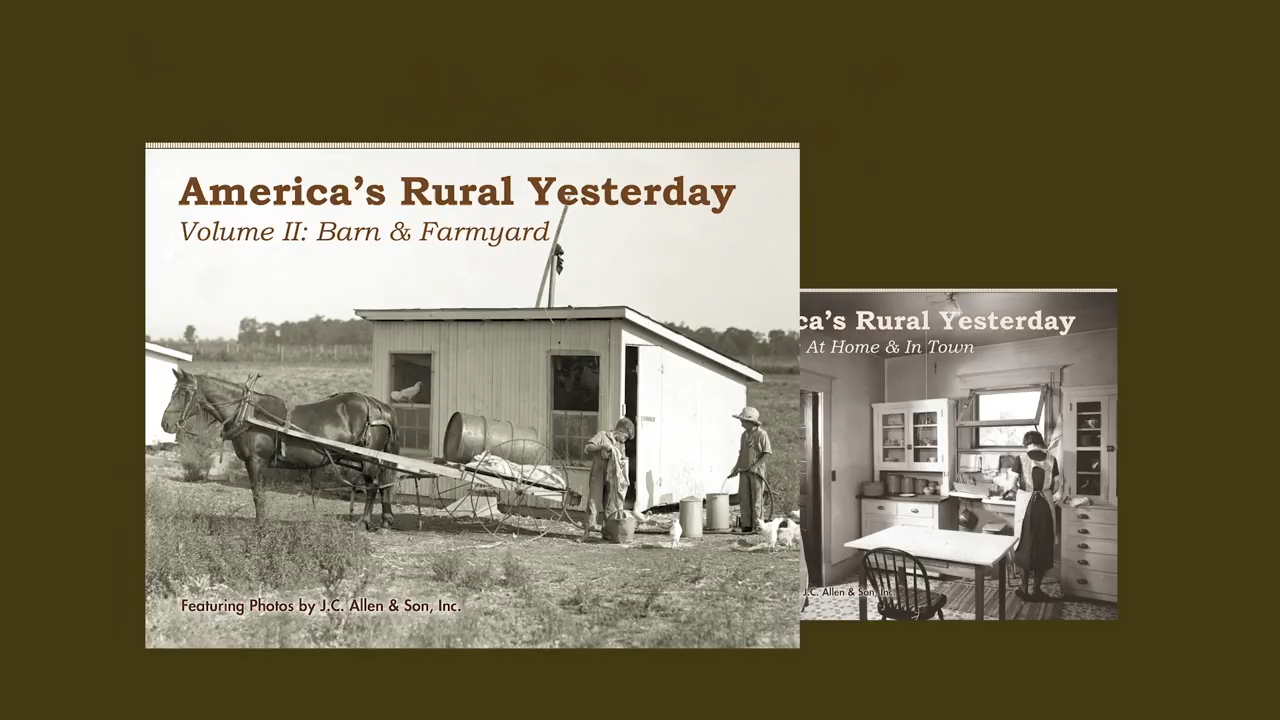 America's Rural Yesterday
Volume II: Barn & Farmyard
Featuring Photos by J.C. Allen & Son, Inc.
ca's Rural Yesterday
At Home & In Town
J.C. Allen & Son, Inc.